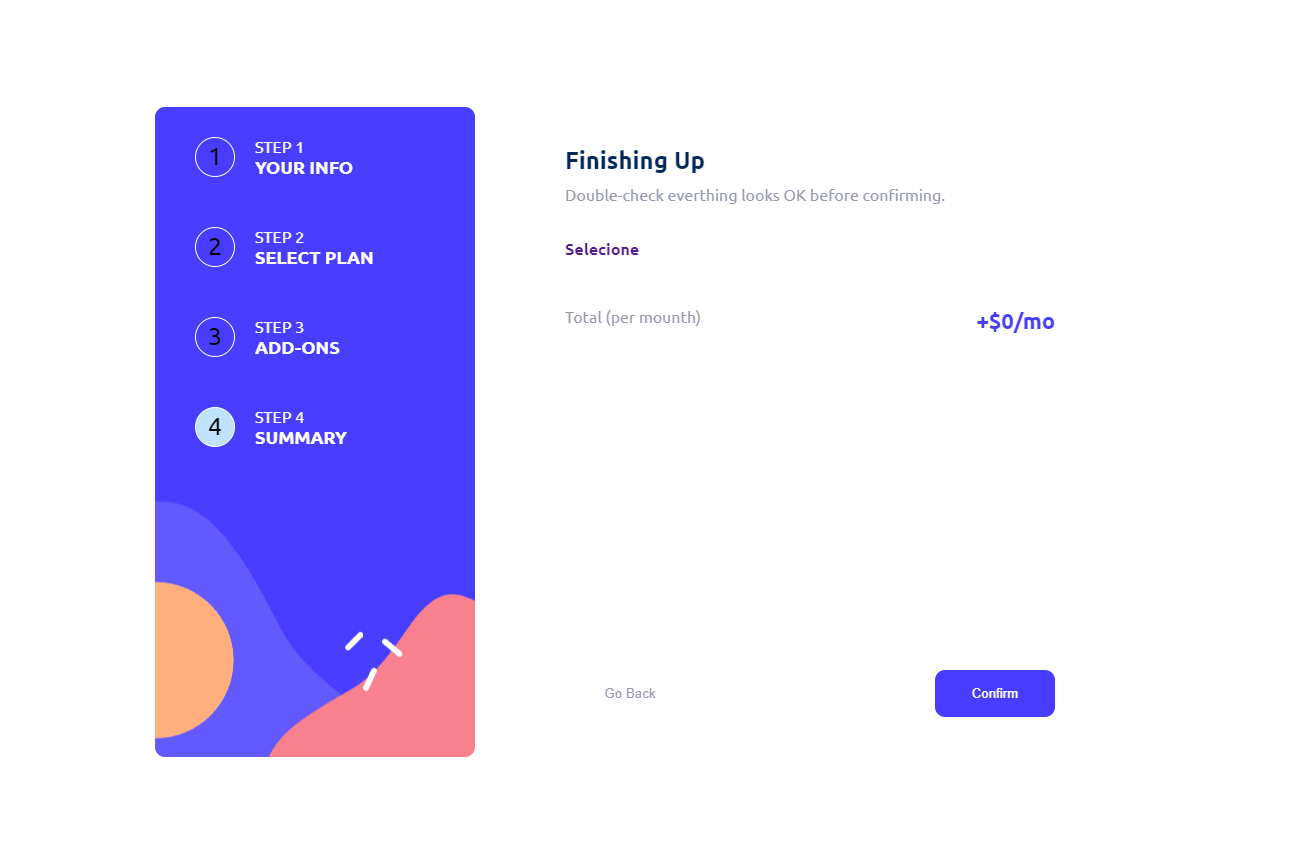 1
STEP 1
YOUR INFO
2
STEP 2
SELECT PLAN
3
STEP 3
ADD-ONS
4
STEP 4
SUMMARY
Finishing Up
Double-check everthing looks OK before confirming.
Selecione
Total (per mounth)
+$0/mo
Go Back
Confirm